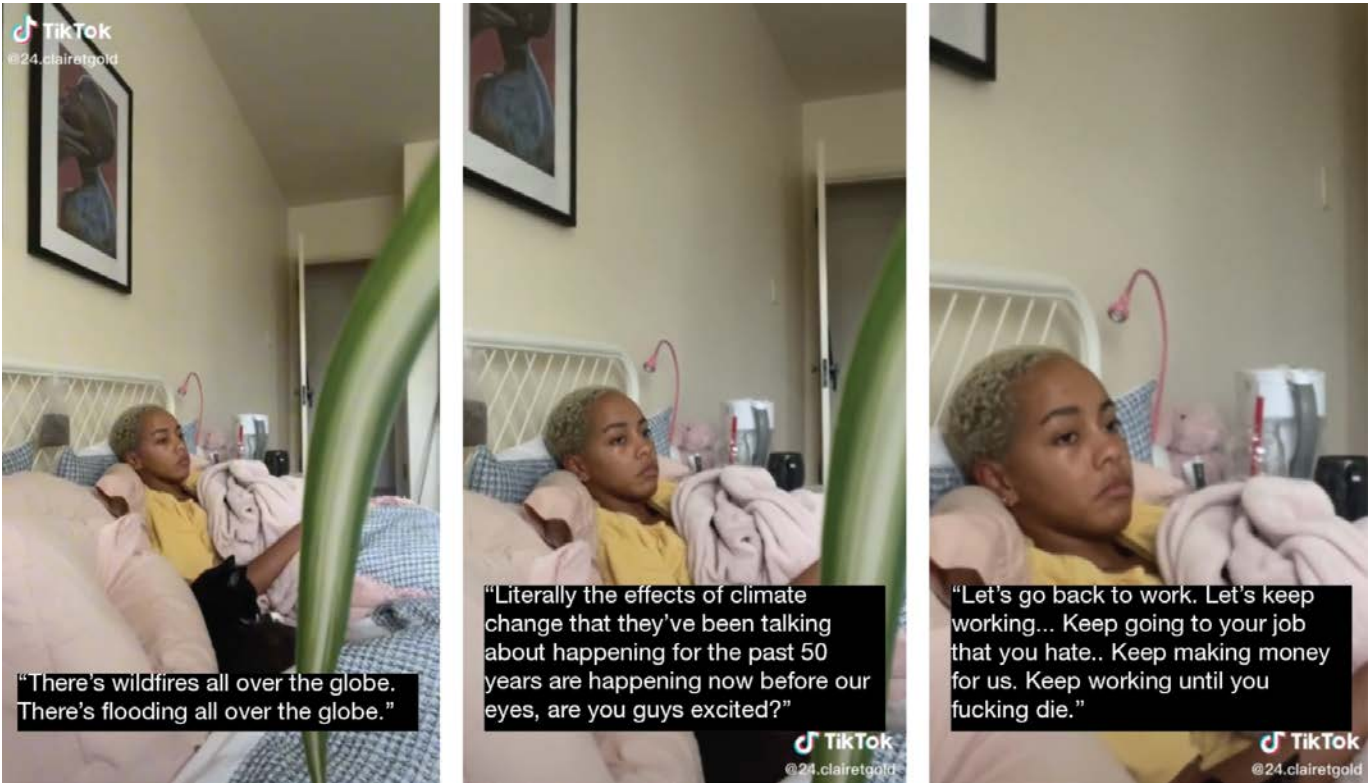 TikTok
@24.clairetgold
“There’s wildfires all over the globe.
There’s flooding all over the globe.”
“Literally the effects of climate
change that they’ve been talking
about happening for the past 50
years are happening now before our
eyes, are you guys excited?”
TikTok
@24.clairetgold
“Let’s go back to work. Let’s keep
working... Keep going to your job
that you hate.. Keep making money
for us. Keep working until you
fucking die.”
TikTok
@24.clairetgold